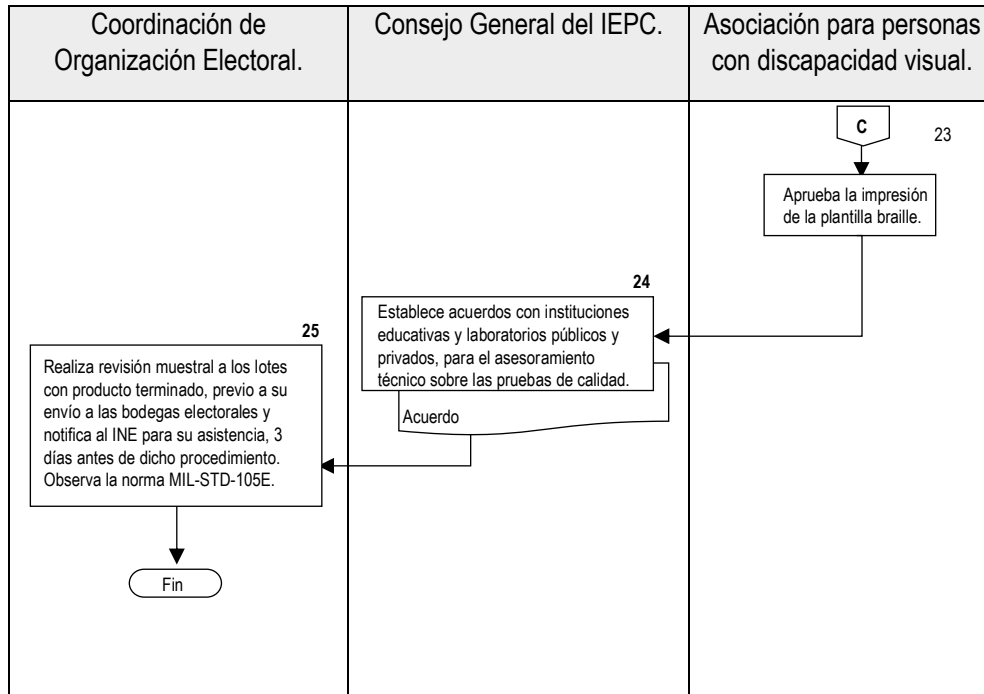 Coordinación de
Organización Electoral.
Consejo General del IEPC.
Asociación para personas
con discapacidad visual.
C
23
Aprueba la impresión
de la plantilla braille.
24
Establece acuerdos con instituciones
educativas y laboratorios públicos y
privados, para el asesoramiento
técnico sobre las pruebas de calidad.
Acuerdo
25
Realiza revisión muestral a los lotes
con producto terminado, previo a su
envío a las bodegas electorales y
notifica al INE para su asistencia, 3
días antes de dicho procedimiento.
Observa la norma MIL-STD-105E.
Fin